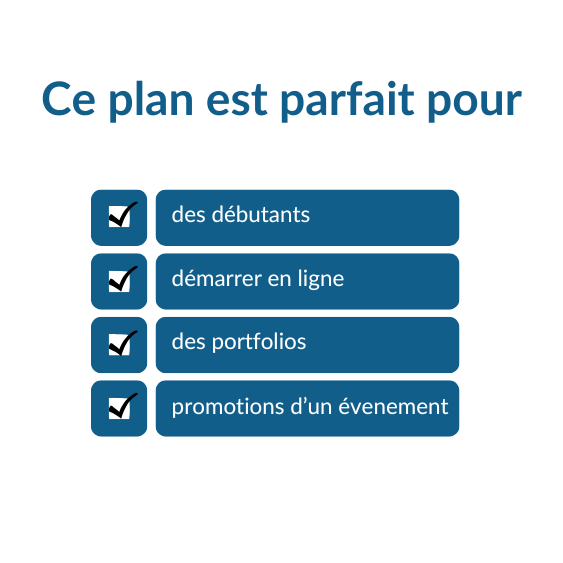 Ce plan est parfait pour
des débutants
démarrer en ligne
des portfolios
promotions d’un évenement